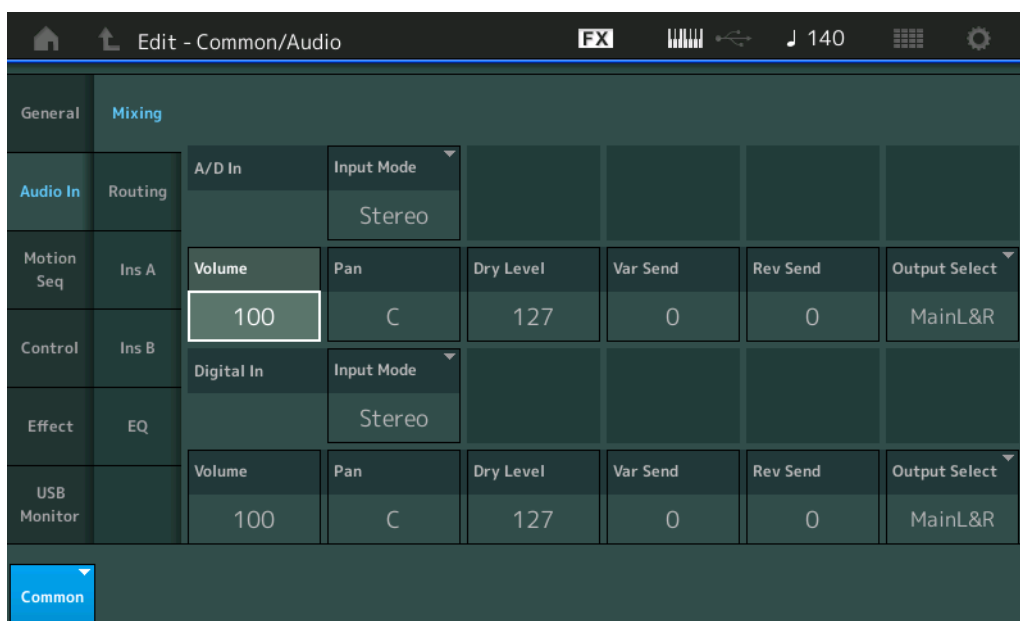 Edit - Common/Audio FX 140
General
Audio In
Motion
Seq
Control
Effect
USB
Monitor
Mixing
Routing
Ins A
Ins B
EQ
A/D In Input Mode
Stereo
Volume Pan Dry Level Var Send Rev Send Output Select
100 C 127 0 0 MainL&R
Digital In Input Mode
Stereo
Volume Pan Dry Level Var Send Rev Send Output Select
100 C 127 0 0 MainL&R
Common